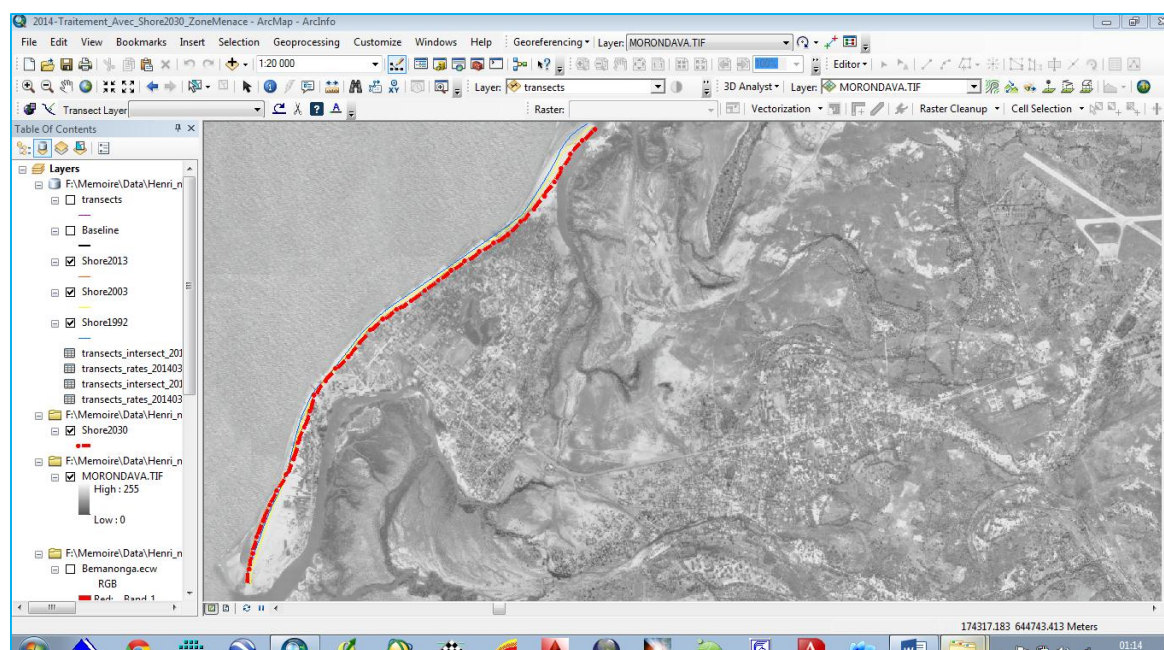 2014-Traitement_Avec_Shore2030_ZoneMenace - ArcMap - ArcInfo
File Edit View Bookmarks Insert Selection Geoprocessing Customize Windows Help Georeferencing Layer: MORONDAVA.TIF
1:20 000 100% Editor
Layer: transects 3D Analyst Layer: MORONDAVA.TIF
Transect Layer Raster: Vectorization Raster Cleanup Cell Selection
Table Of Contents
Layers
F:\Memoire\Data\Henri_n
transects
Baseline
Shore2013
Shore2003
Shore1992
transects_intersect_201
transects_rates_201403
transects_intersect_201
transects_rates_201403
F:\Memoire\Data\Henri_n
Shore2030
F:\Memoire\Data\Henri_n
MORONDAVA.TIF
High : 255
Low : 0
F:\Memoire\Data\Henri_n
Bemanonga.ecw
RGB
Red: Band_1
174317.183 644743.413 Meters
01:14